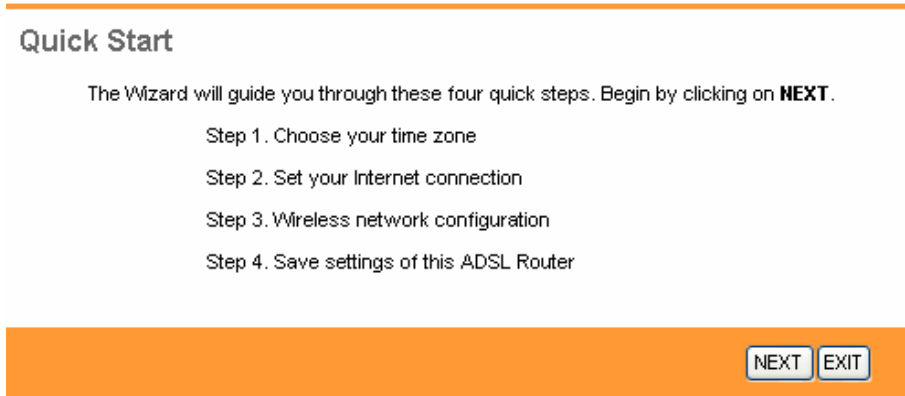 Quick Start
The Wizard will guide you through these four quick steps. Begin by clicking on NEXT.
Step 1. Choose your time zone
Step 2. Set your Internet connection
Step 3. Wireless network configuration
Step 4. Save settings of this ADSL Router
NEXT EXIT